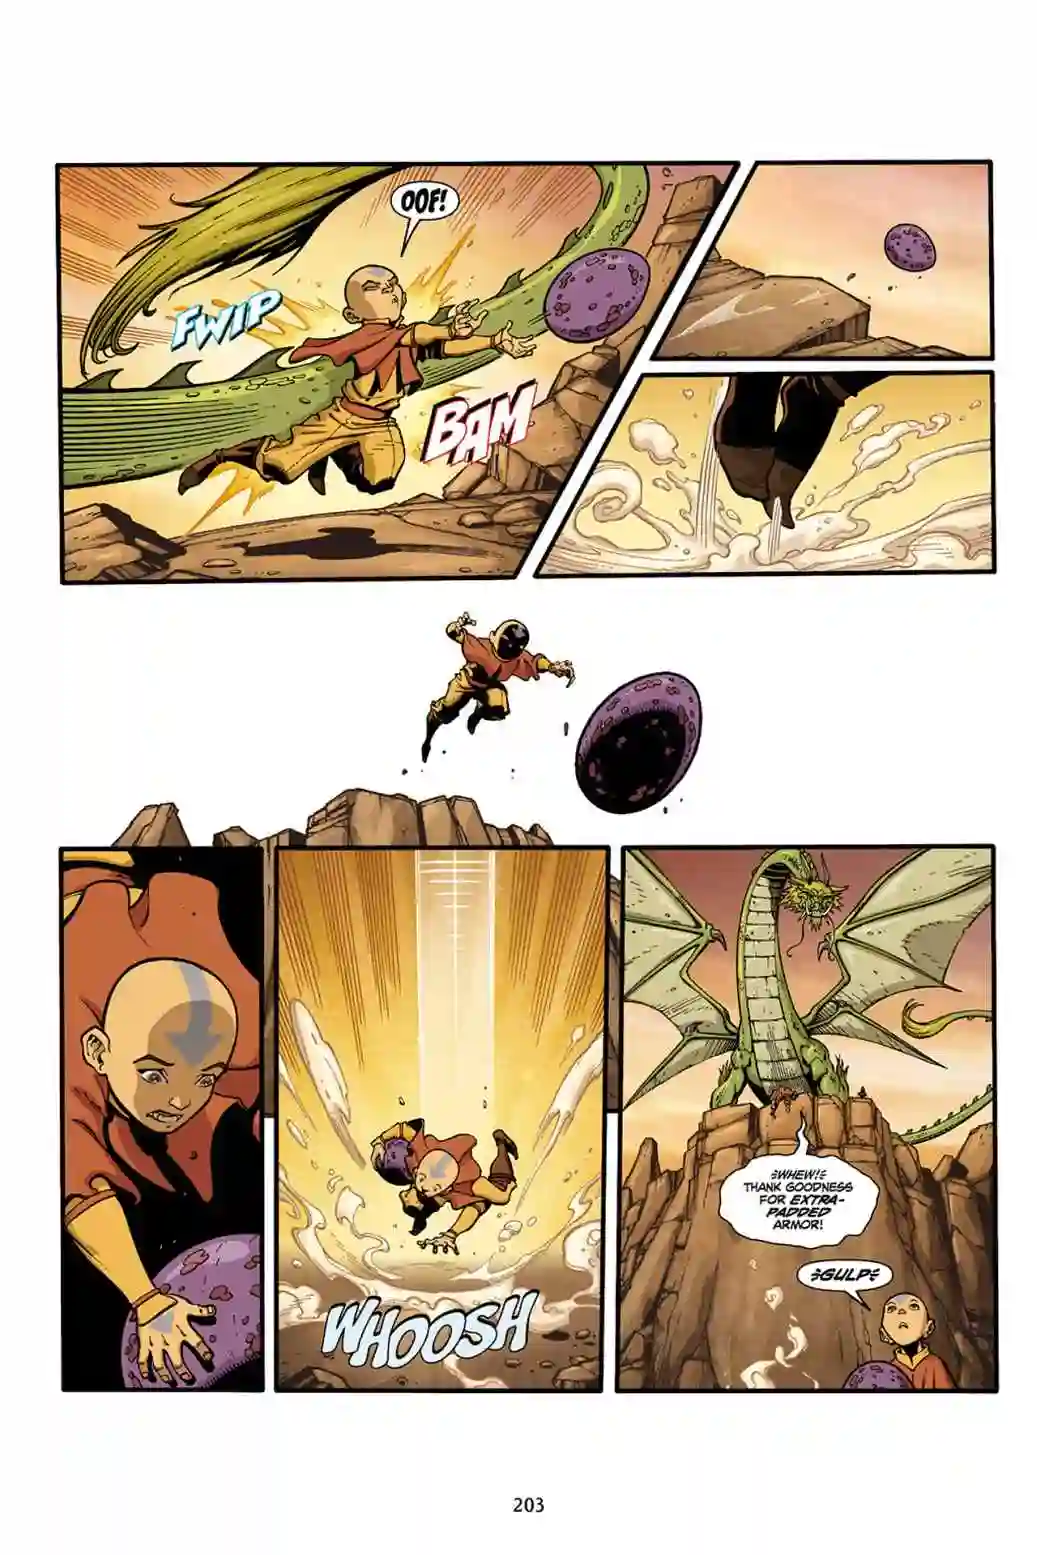 OOF!
FWIP
BAM
WHOOSH
WHEW!
THANK GOODNESS
FOR EXTRA-
PADDED
ARMOR!
GULP
203